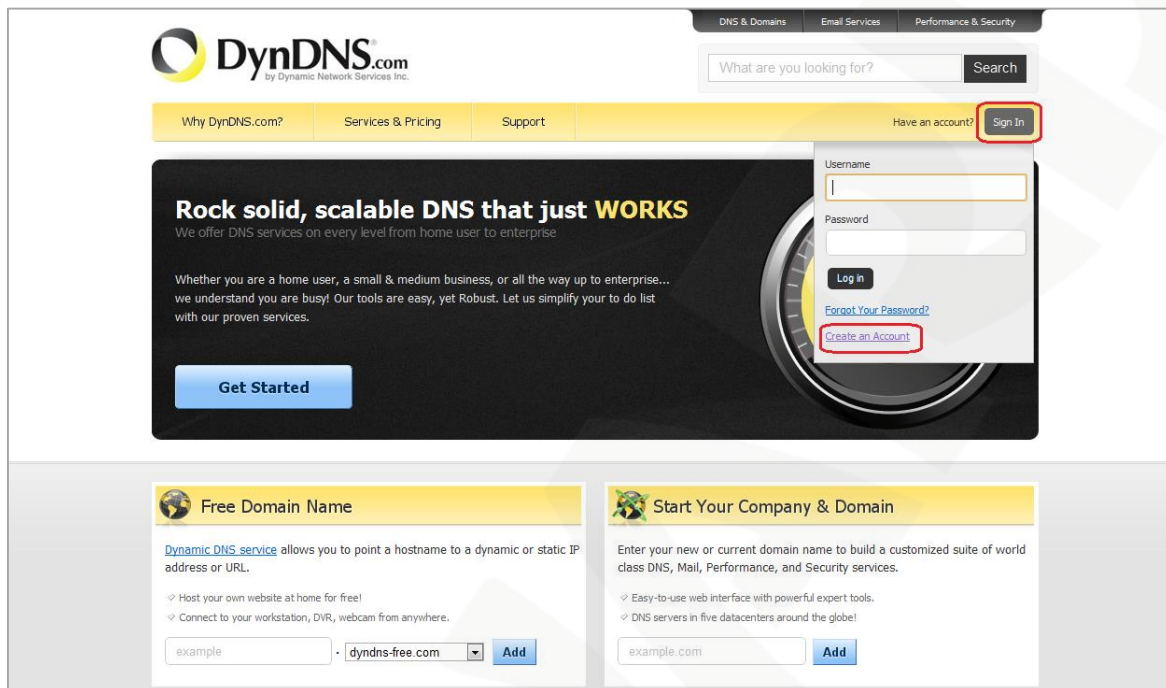 DNS & Domains
Email Services
Performance & Security
DynDNS.com
by Dynamic Network Services Inc.
What are you looking for?
Search
Why DynDNS.com?
Services & Pricing
Support
Have an account?
Sign In
Username
Password
Log in
Forgot Your Password?
Create an Account
Rock solid, scalable DNS that just WORKS
We offer DNS services on every level from home user to enterprise
Whether you are a home user, a small & medium business, or all the way up to enterprise...
we understand you are busy! Our tools are easy, yet Robust. Let us simplify your to do list
with our proven services.
Get Started
Free Domain Name
Dynamic DNS service allows you to point a hostname to a dynamic or static IP
address or URL.
Host your own website at home for free!
Connect to your workstation, DVR, webcam from anywhere.
example
. dyndns-free.com
Add
Start Your Company & Domain
Enter your new or current domain name to build a customized suite of world
class DNS, Mail, Performance, and Security services.
Easy-to-use web interface with powerful expert tools.
DNS servers in five datacenters around the globe!
example.com
Add